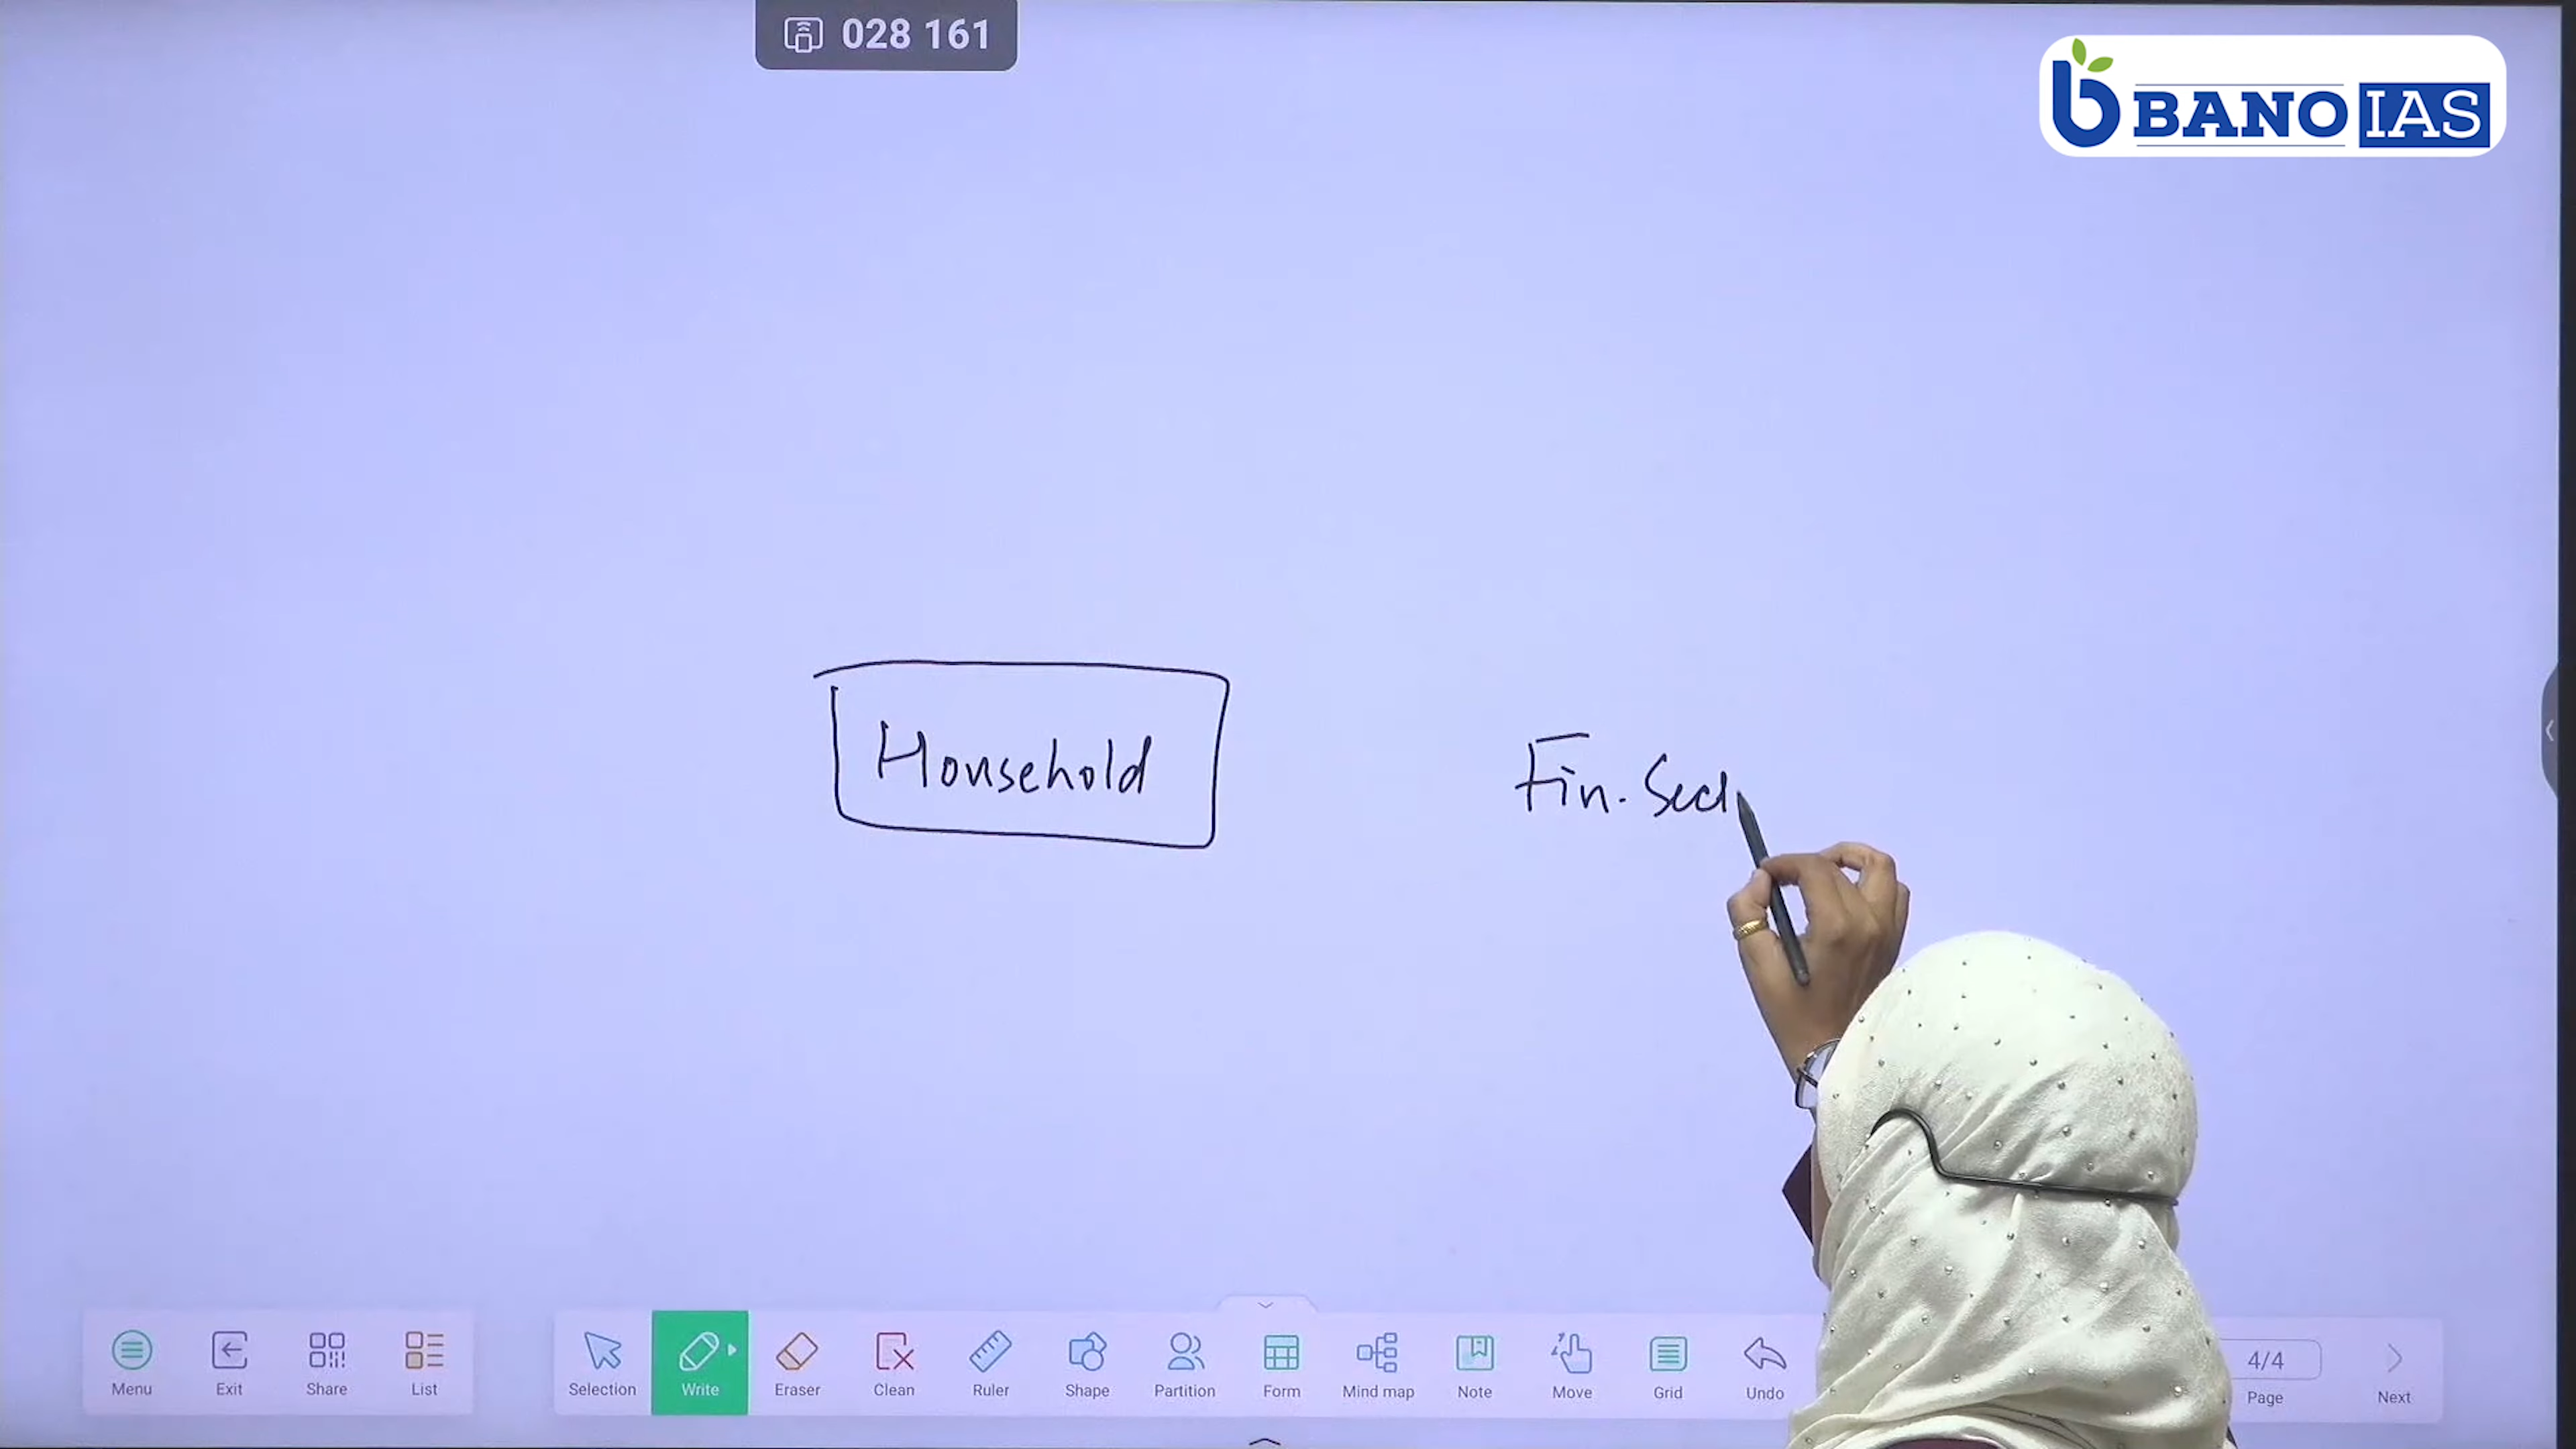 028 161
BANO IAS
Household
Fin. Sect
Menu Exit Share List Selection Write Eraser Clean Ruler Shape Partition Form Mind map Note Move Grid Undo 4/4 Page Next